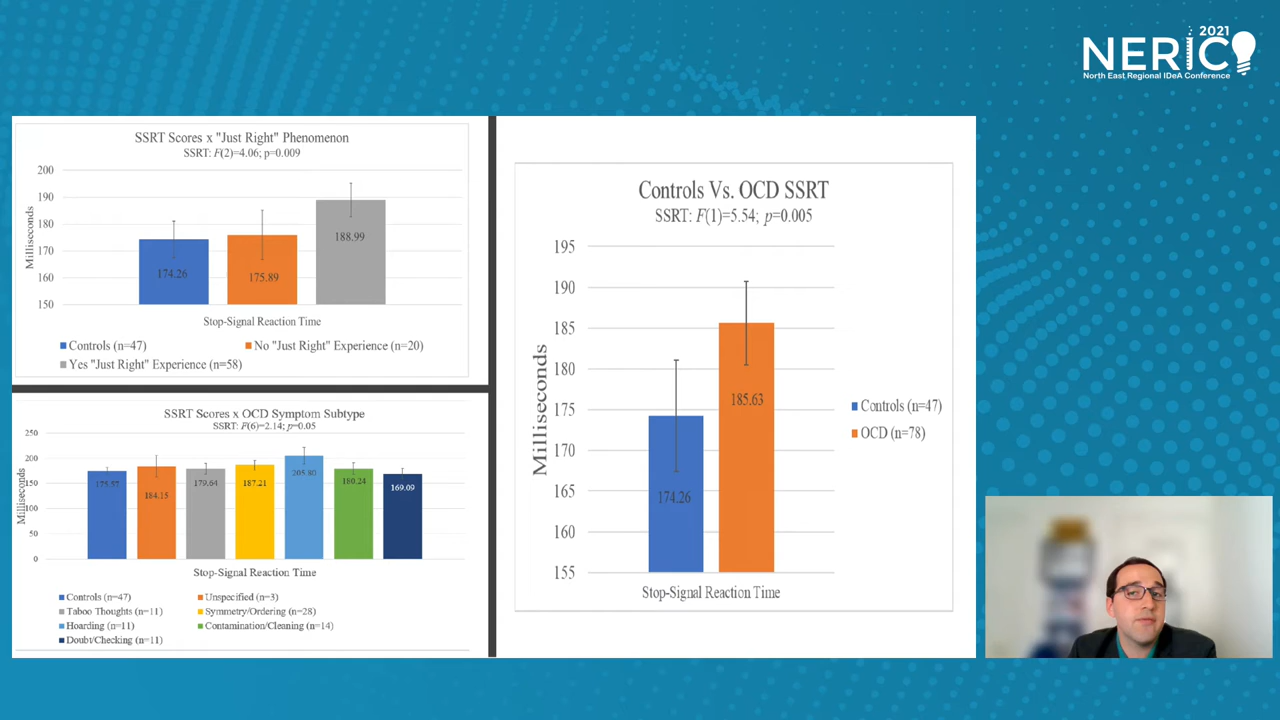 2021
NERIC
North East Regional IDeA Conference
SSRT Scores x "Just Right" Phenomenon
SSRT: F(2)=4.06; p=0.009
200
190
180
170
160
150
Milliseconds
174.26
175.89
188.99
Stop-Signal Reaction Time
Controls (n=47)
No "Just Right" Experience (n=20)
Yes "Just Right" Experience (n=58)
SSRT Scores x OCD Symptom Subtype
SSRT: F(6)=2.14; p=0.05
250
200
150
100
50
0
Milliseconds
175.57
184.15
179.64
187.21
205.80
180.24
169.09
Stop-Signal Reaction Time
Controls (n=47)
Unspecified (n=3)
Taboo Thoughts (n=11)
Symmetry/Ordering (n=28)
Hoarding (n=11)
Contamination/Cleaning (n=14)
Doubt/Checking (n=11)
Controls Vs. OCD SSRT
SSRT: F(1)=5.54; p=0.005
195
190
185
180
175
170
165
160
155
Milliseconds
174.26
185.63
Stop-Signal Reaction Time
Controls (n=47)
OCD (n=78)